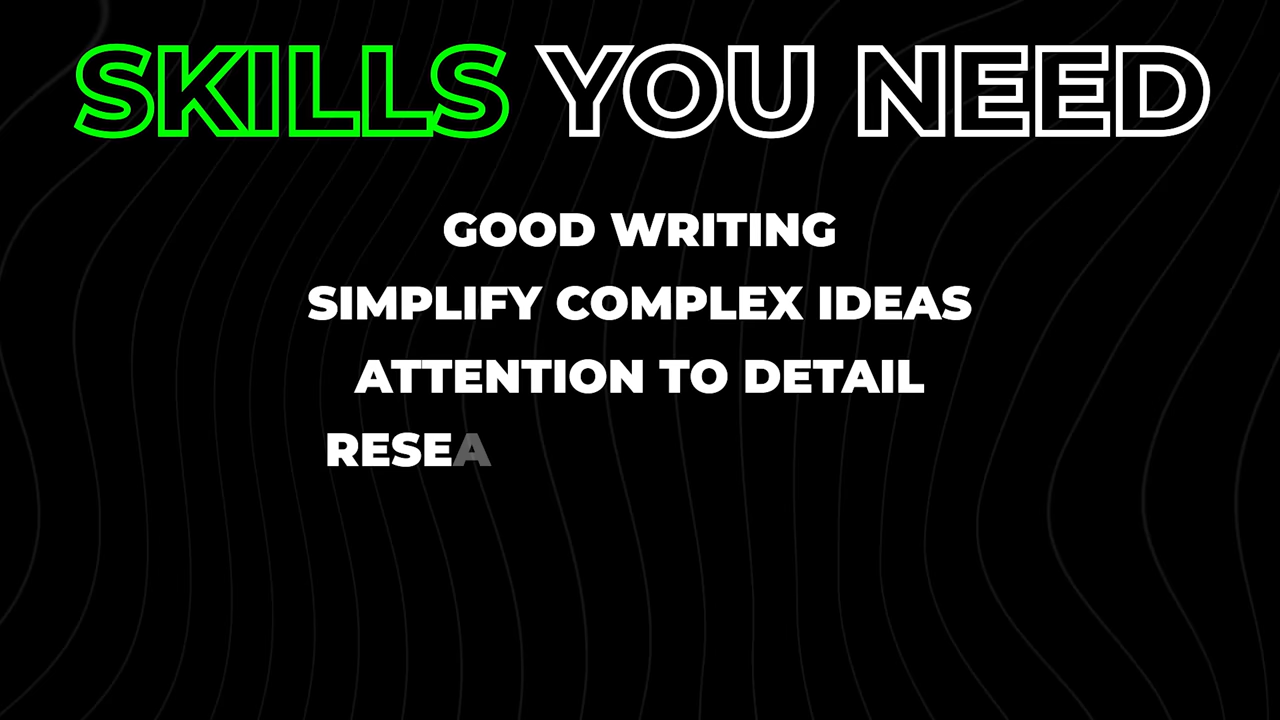 SKILLS YOU NEED
GOOD WRITING
SIMPLIFY COMPLEX IDEAS
ATTENTION TO DETAIL
RESEA